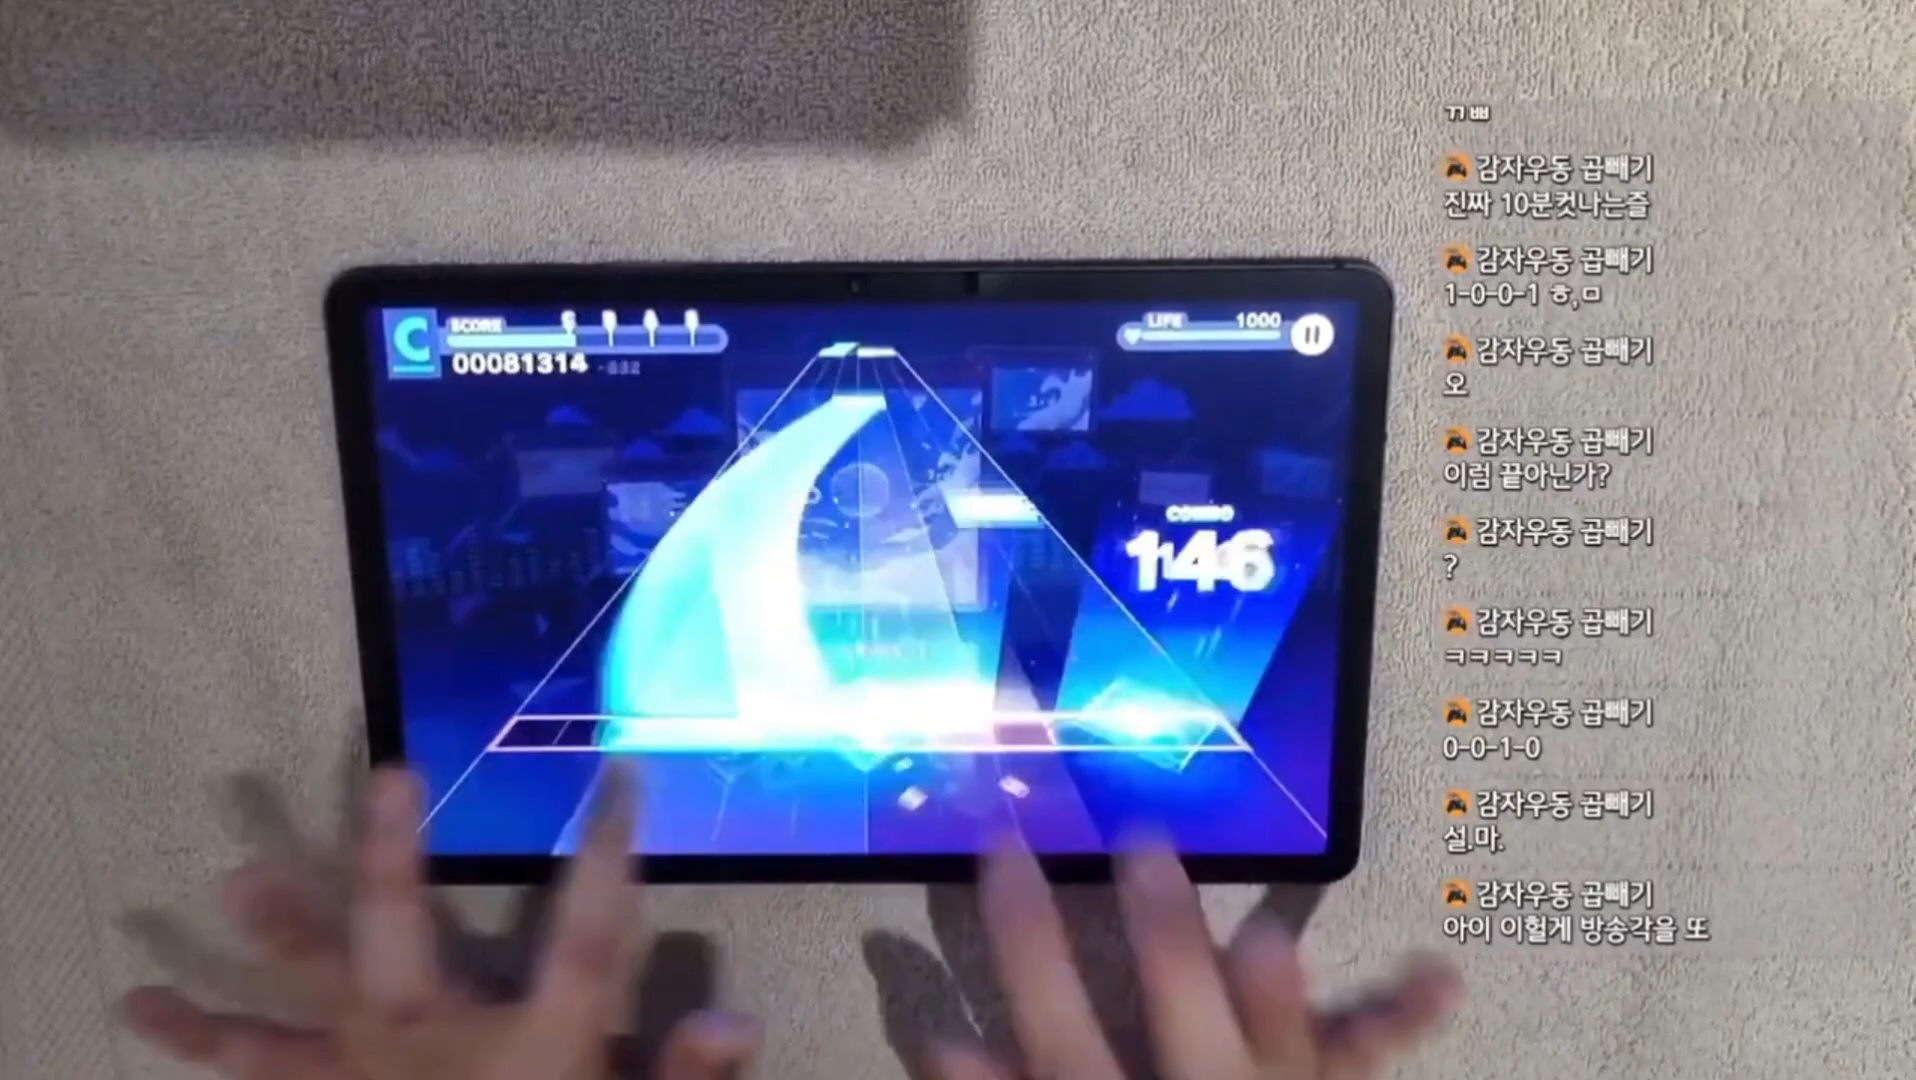 C
SCORE
C B A S
00081314
LIFE 1000
COMBO
146
ㄲㅃ
감자우동 곱빼기
진짜 10분컷나는즐
감자우동 곱빼기
1-0-0-1 ㅎ,ㅁ
감자우동 곱빼기
오
감자우동 곱빼기
이럼 끝아닌가?
감자우동 곱빼기
?
감자우동 곱빼기
ㅋㅋㅋㅋㅋ
감자우동 곱빼기
0-0-1-0
감자우동 곱빼기
설.마.
감자우동 곱빼기
아이 이헐게 방송각을 또